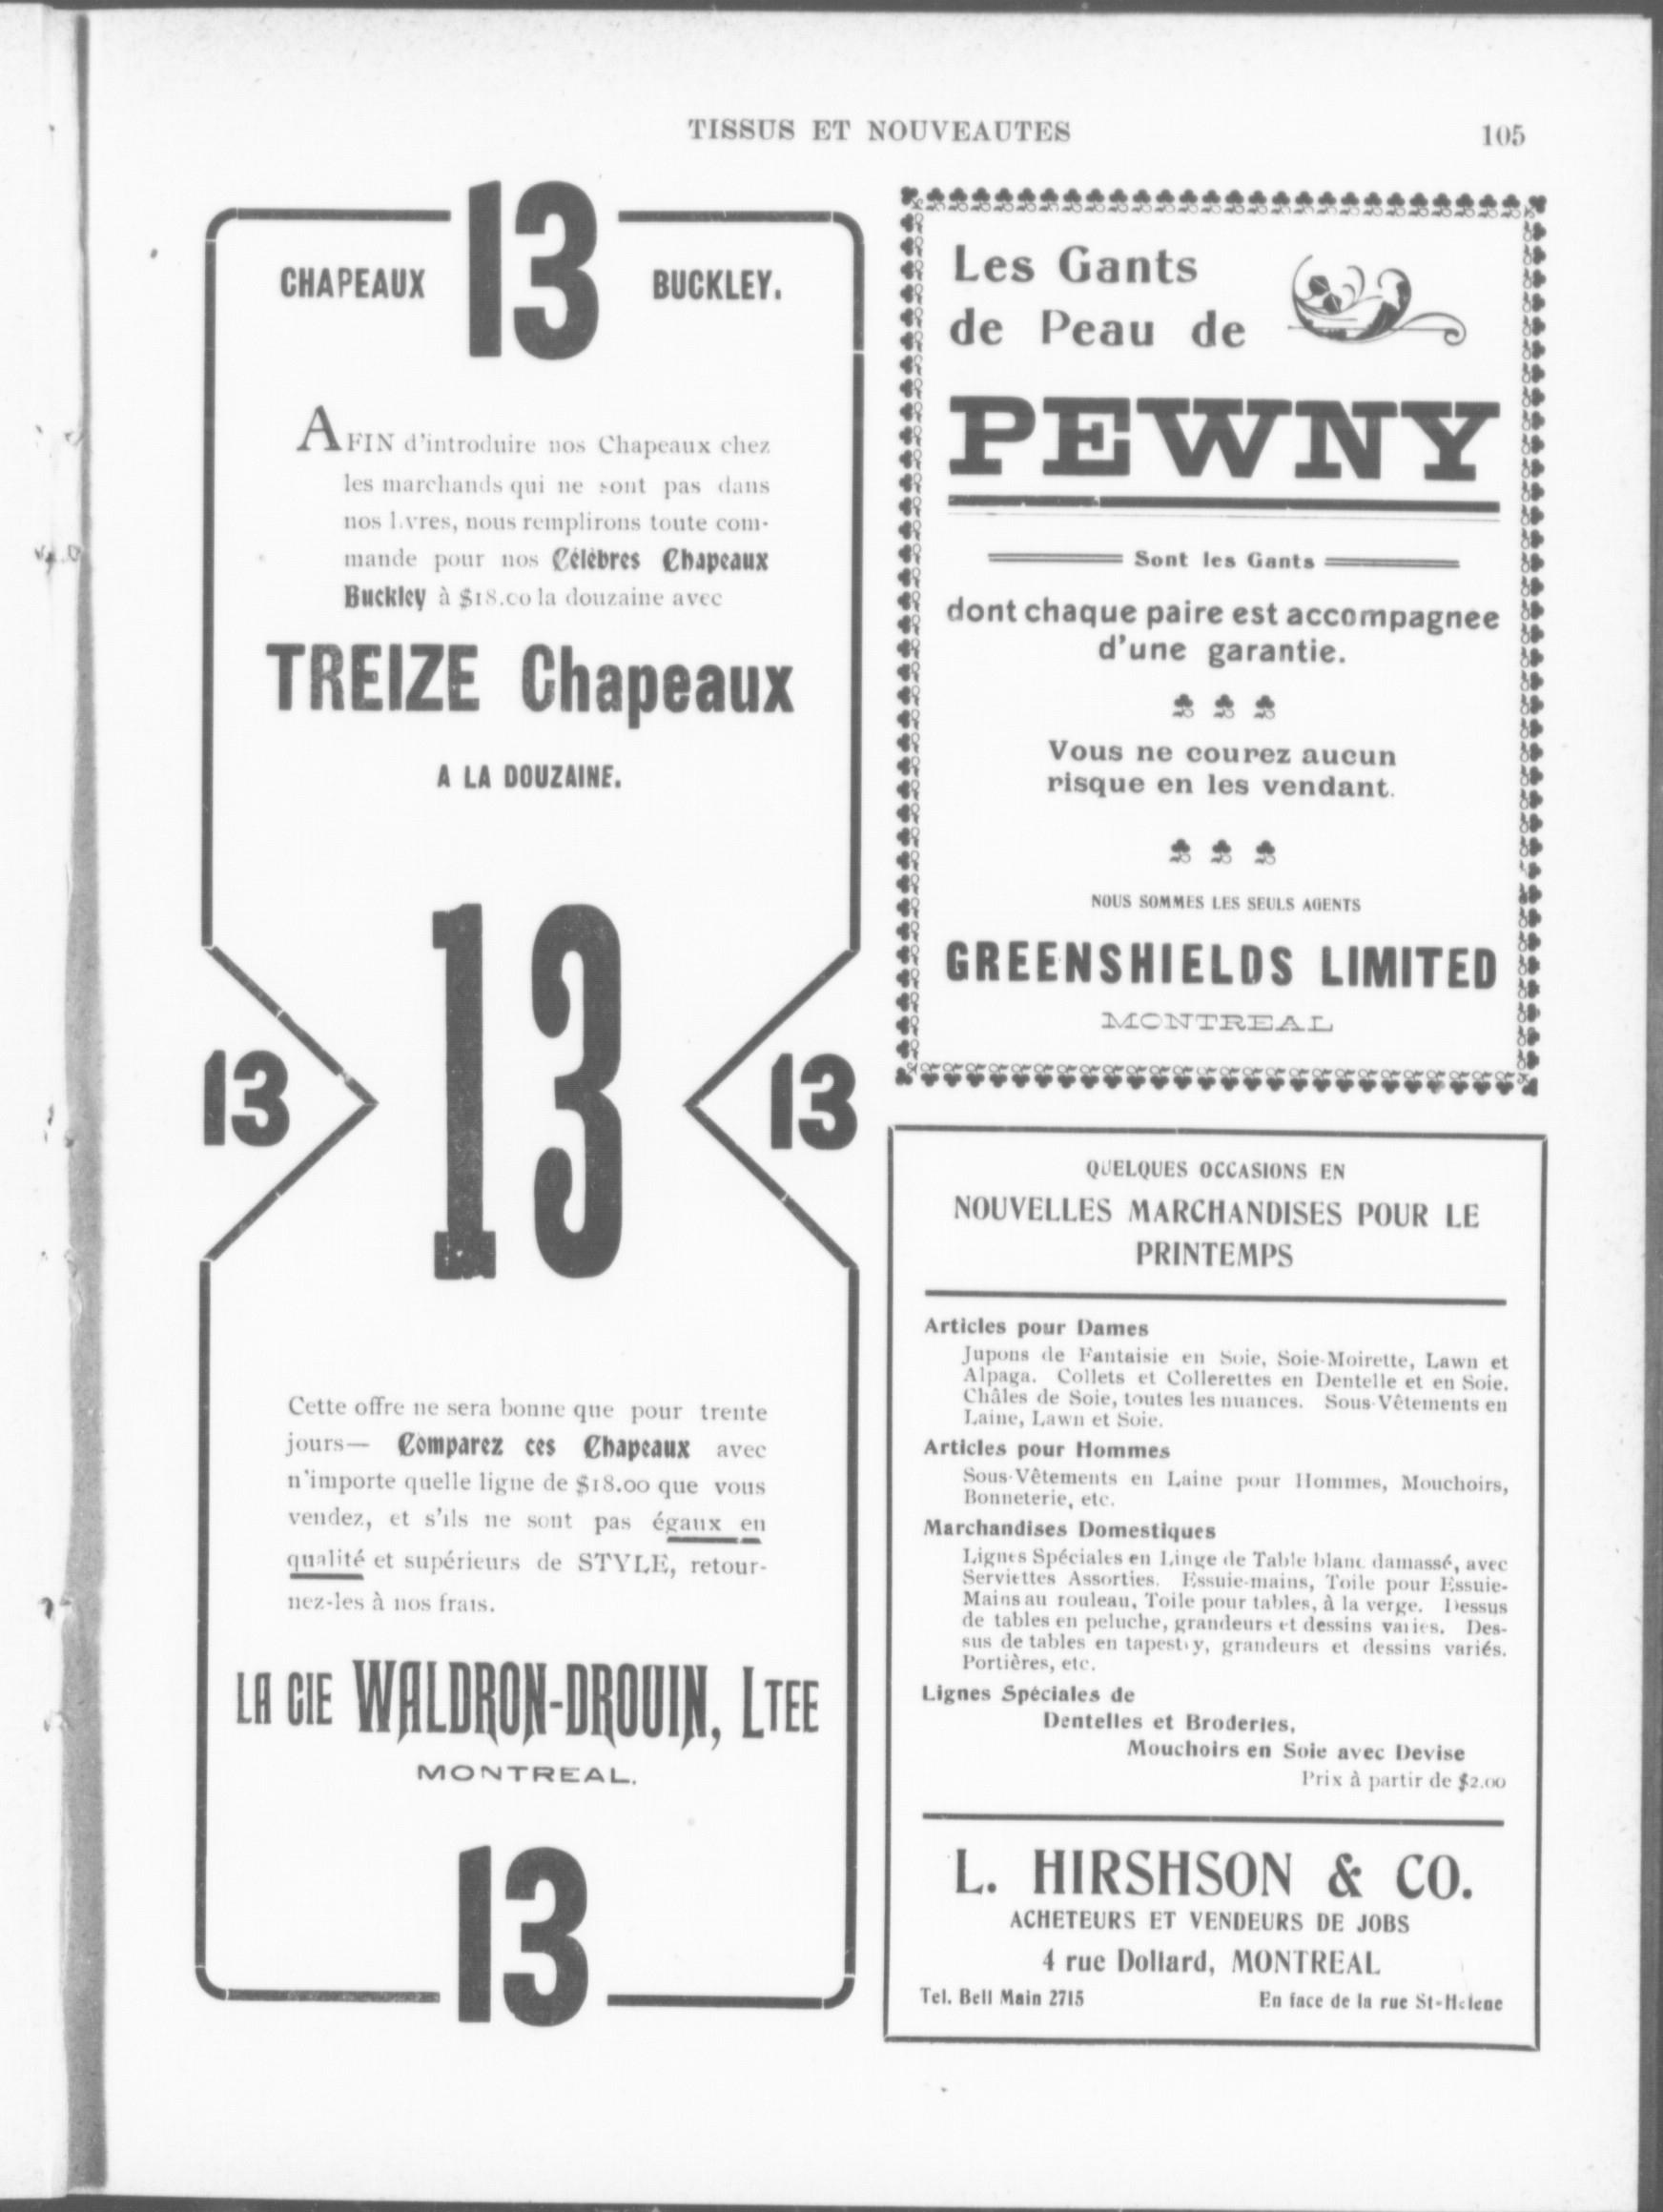 TISSUS ET NOUVEAUTES
105
13
CHAPEAUX
BUCKLEY.
AFIN d'introduire nos Chapeaux chez
les marchands qui ne sont pas dans
nos livres, nous remplirons toute com-
mande pour nos Célèbres Chapeaux
Buckley à $18.00 la douzaine avec
TREIZE Chapeaux
A LA DOUZAINE.
13
13
13
Cette offre ne sera bonne que pour trente
jours— Comparez ces Chapeaux avec
n'importe quelle ligne de $18.00 que vous
vendez, et s'ils ne sont pas égaux en
qualité et supérieurs de STYLE, retour-
nez-les à nos frais.
LA CIE WALDRON-DROUIN, LTEE
MONTREAL.
13
Les Gants
de Peau de
PEWNY
Sont les Gants
dont chaque paire est accompagnee
d'une garantie.
Vous ne courez aucun
risque en les vendant.
NOUS SOMMES LES SEULS AGENTS
GREENSHIELDS LIMITED
MONTREAL
QUELQUES OCCASIONS EN
NOUVELLES MARCHANDISES POUR LE
PRINTEMPS
Articles pour Dames
Jupons de Fantaisie en Soie, Soie-Moirette, Lawn et
Alpaga. Collets et Collerettes en Dentelle et en Soie.
Châles de Soie, toutes les nuances. Sous-Vêtements en
Laine, Lawn et Soie.
Articles pour Hommes
Sous-Vêtements en Laine pour Hommes, Mouchoirs,
Bonneterie, etc.
Marchandises Domestiques
Lignes Spéciales en Linge de Table blanc damassé, avec
Serviettes Assorties. Essuie-mains, Toile pour Essuie-
Mains au rouleau, Toile pour tables, à la verge. Dessus
de tables en peluche, grandeurs et dessins variés. Des-
sus de tables en tapestry, grandeurs et dessins variés.
Portières, etc.
Lignes Spéciales de
Dentelles et Broderies,
Mouchoirs en Soie avec Devise
Prix à partir de $2.00
L. HIRSHSON & CO.
ACHETEURS ET VENDEURS DE JOBS
4 rue Dollard, MONTREAL
Tel. Bell Main 2715
En face de la rue St-Helene